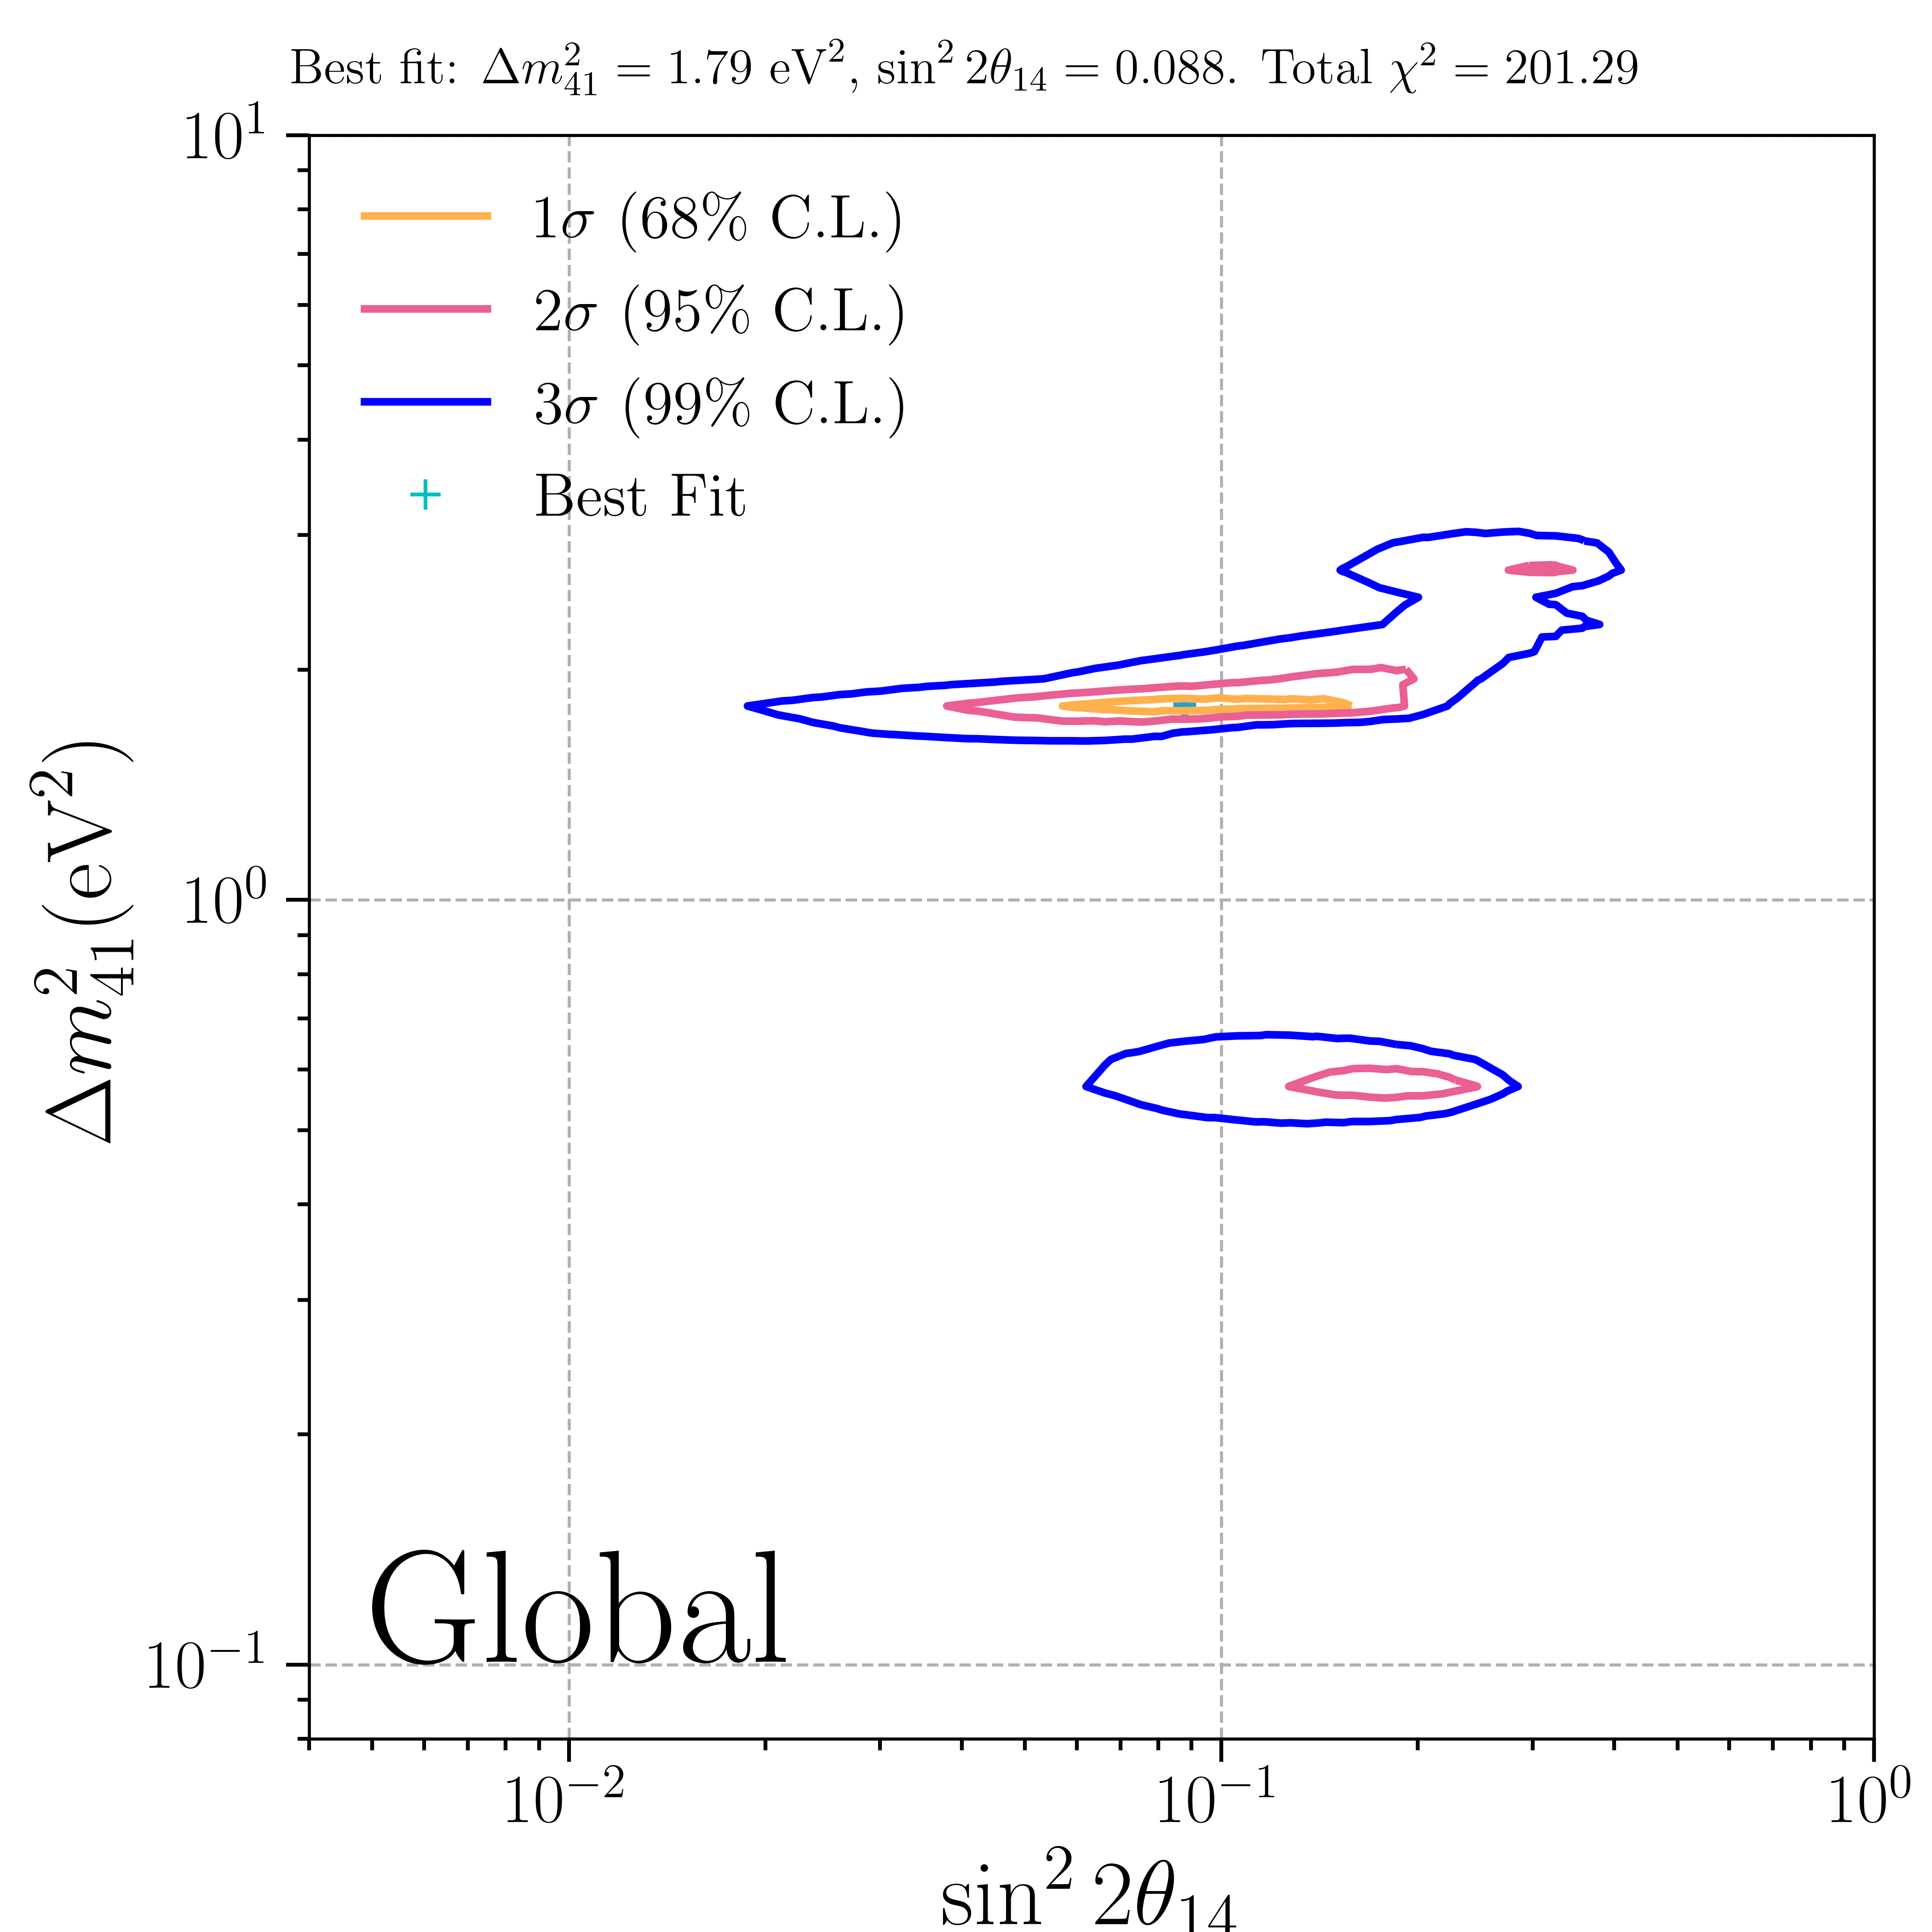 Best fit: Δm²₄₁ = 1.79 eV², sin² 2θ₁₄ = 0.088. Total χ² = 201.29
10¹
1σ (68% C.L.)
2σ (95% C.L.)
3σ (99% C.L.)
Best Fit
Δm²₄₁(eV²)
10⁰
Global
10⁻¹
10⁻² 10⁻¹ 10⁰
sin² 2θ₁₄